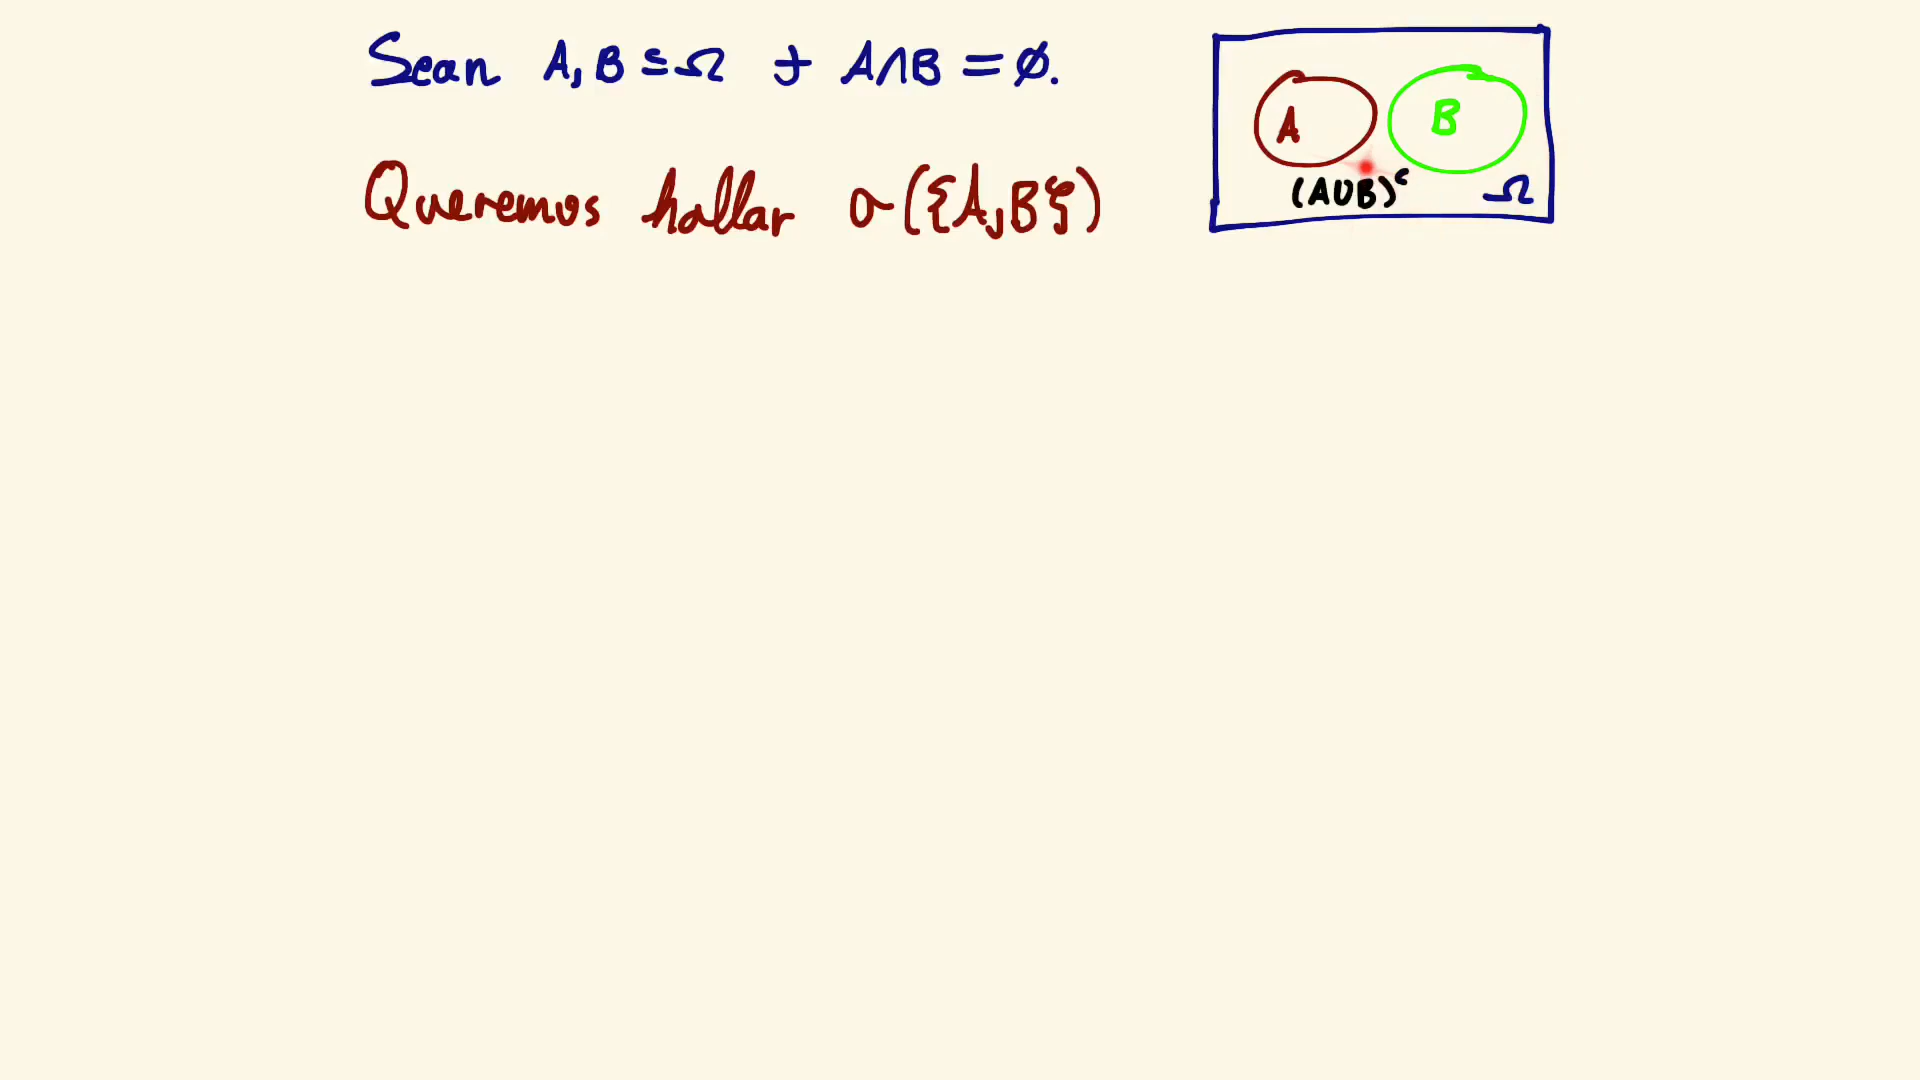 Sean A, B ⊆ Ω + A∩B = ∅.
Queremos hallar σ({A, B})
A
B
(A∪B)ᶜ
Ω